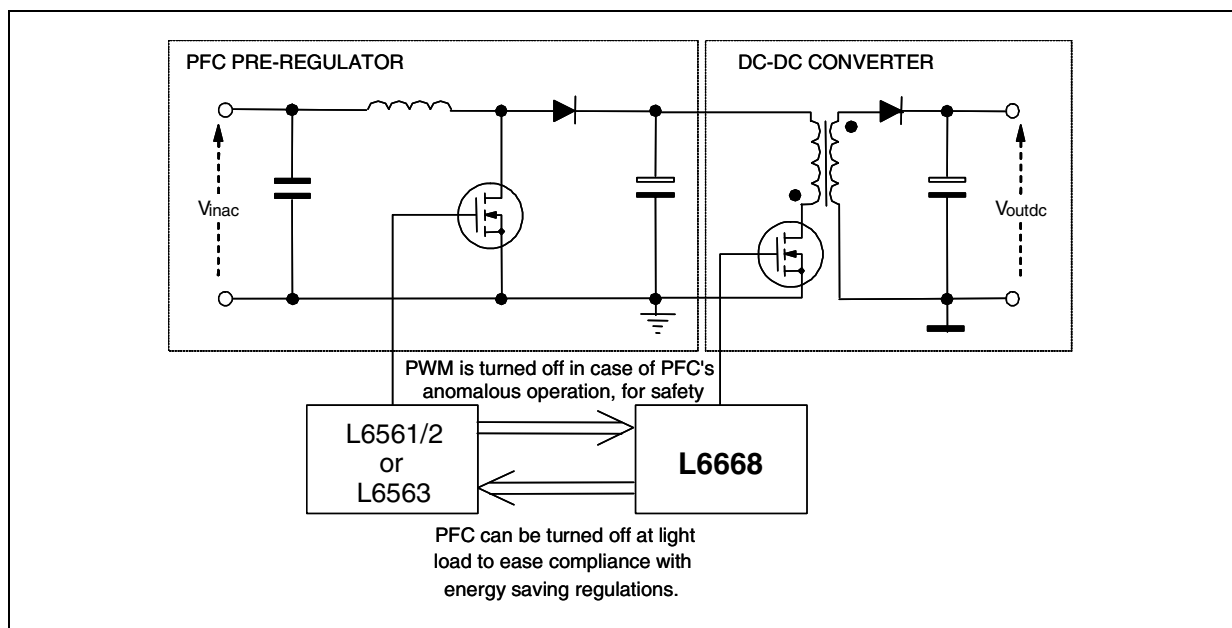 PFC PRE-REGULATOR
DC-DC CONVERTER
Vinac
Voutdc
PWM is turned off in case of PFC's
anomalous operation, for safety
L6561/2
or
L6563
L6668
PFC can be turned off at light
load to ease compliance with
energy saving regulations.